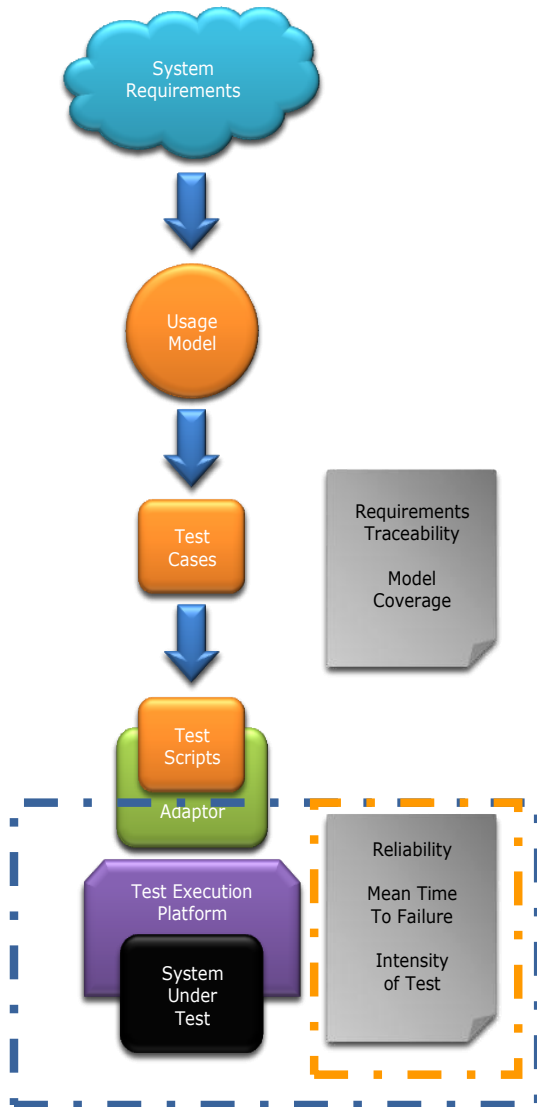 System
Requirements
Usage
Model
Test
Cases
Requirements
Traceability
Model
Coverage
Test
Scripts
Adaptor
Test Execution
Platform
System
Under
Test
Reliability
Mean Time
To Failure
Intensity
of Test